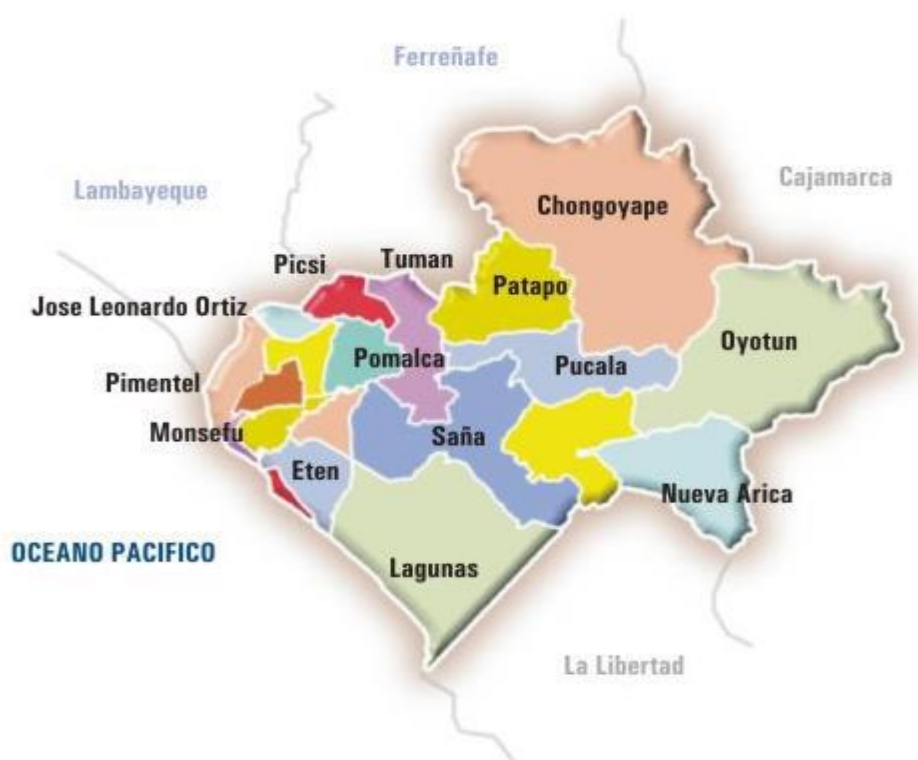 Ferreñafe
Cajamarca
Lambayeque
Chongoyape
Picsi
Tuman
Patapo
Jose Leonardo Ortiz
Oyotun
Pomalca
Pucala
Pimentel
Monsefu
Saña
Eten
Nueva Arica
OCEANO PACIFICO
Lagunas
La Libertad